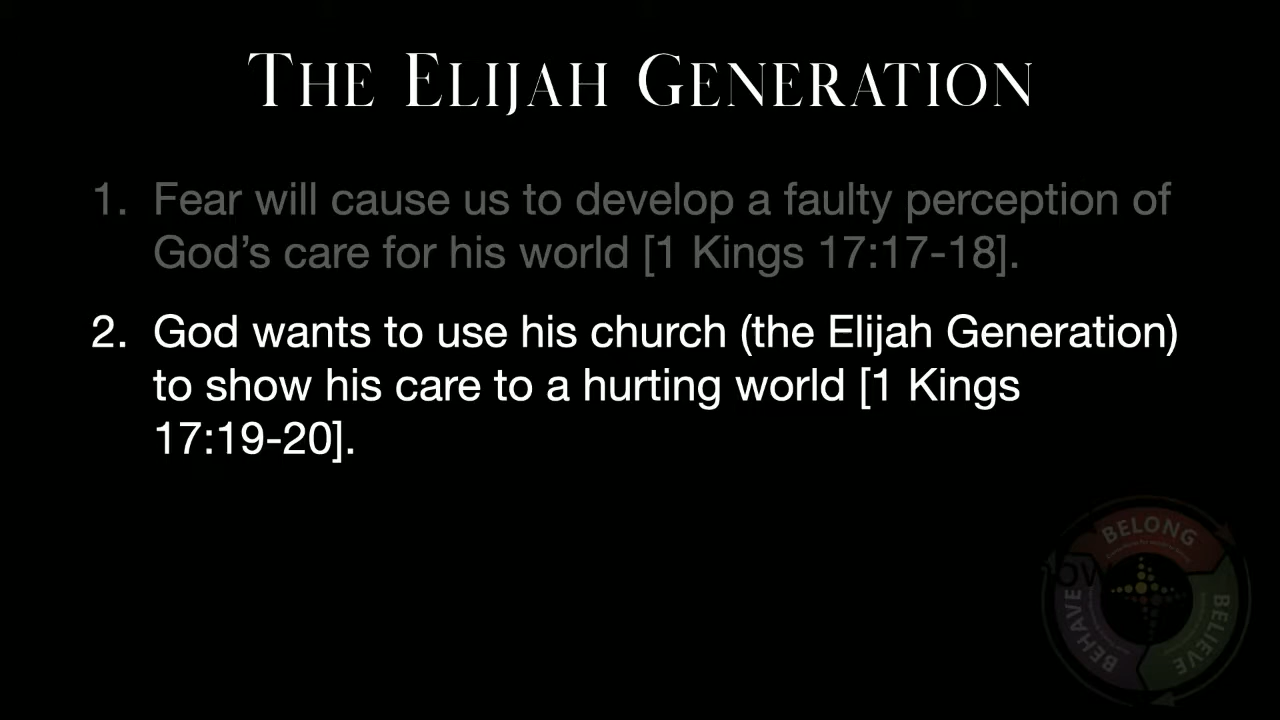 THE ELIJAH GENERATION
1. Fear will cause us to develop a faulty perception of
God's care for his world [1 Kings 17:17-18].
2. God wants to use his church (the Elijah Generation)
to show his care to a hurting world [1 Kings
17:19-20].
BELONG
BEHAVE
BELIEVE